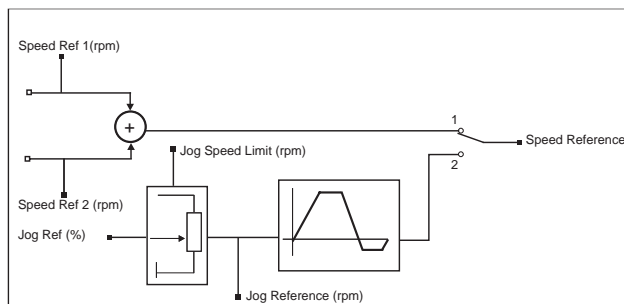 Speed Ref 1(rpm)
+
1
Speed Reference
Jog Speed Limit (rpm)
2
Speed Ref 2 (rpm)
Jog Ref (%)
Jog Reference (rpm)